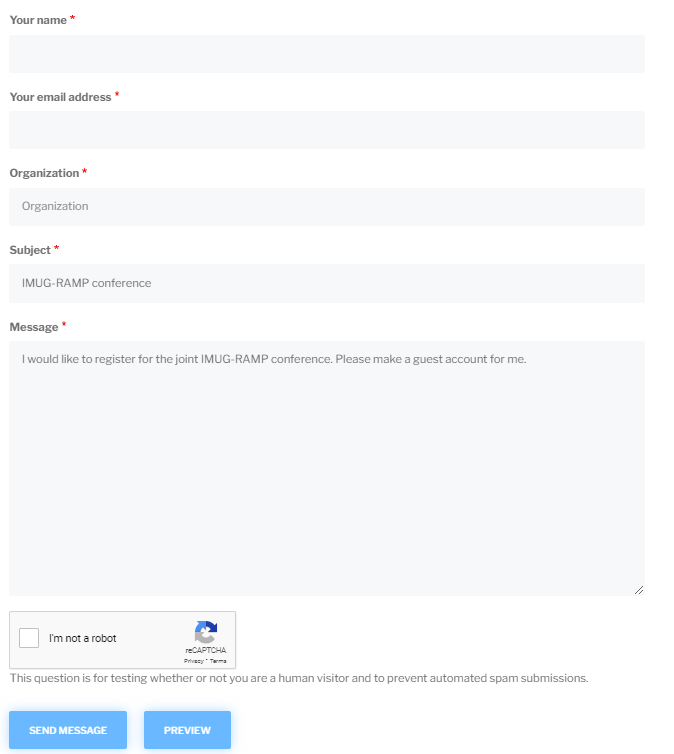 Your name *
Your email address *
Organization *
Organization
Subject *
IMUG-RAMP conference
Message *
I would like to register for the joint IMUG-RAMP conference. Please make a guest account for me.
I'm not a robot
reCAPTCHA
Privacy - Terms
This question is for testing whether or not you are a human visitor and to prevent automated spam submissions.
SEND MESSAGE
PREVIEW